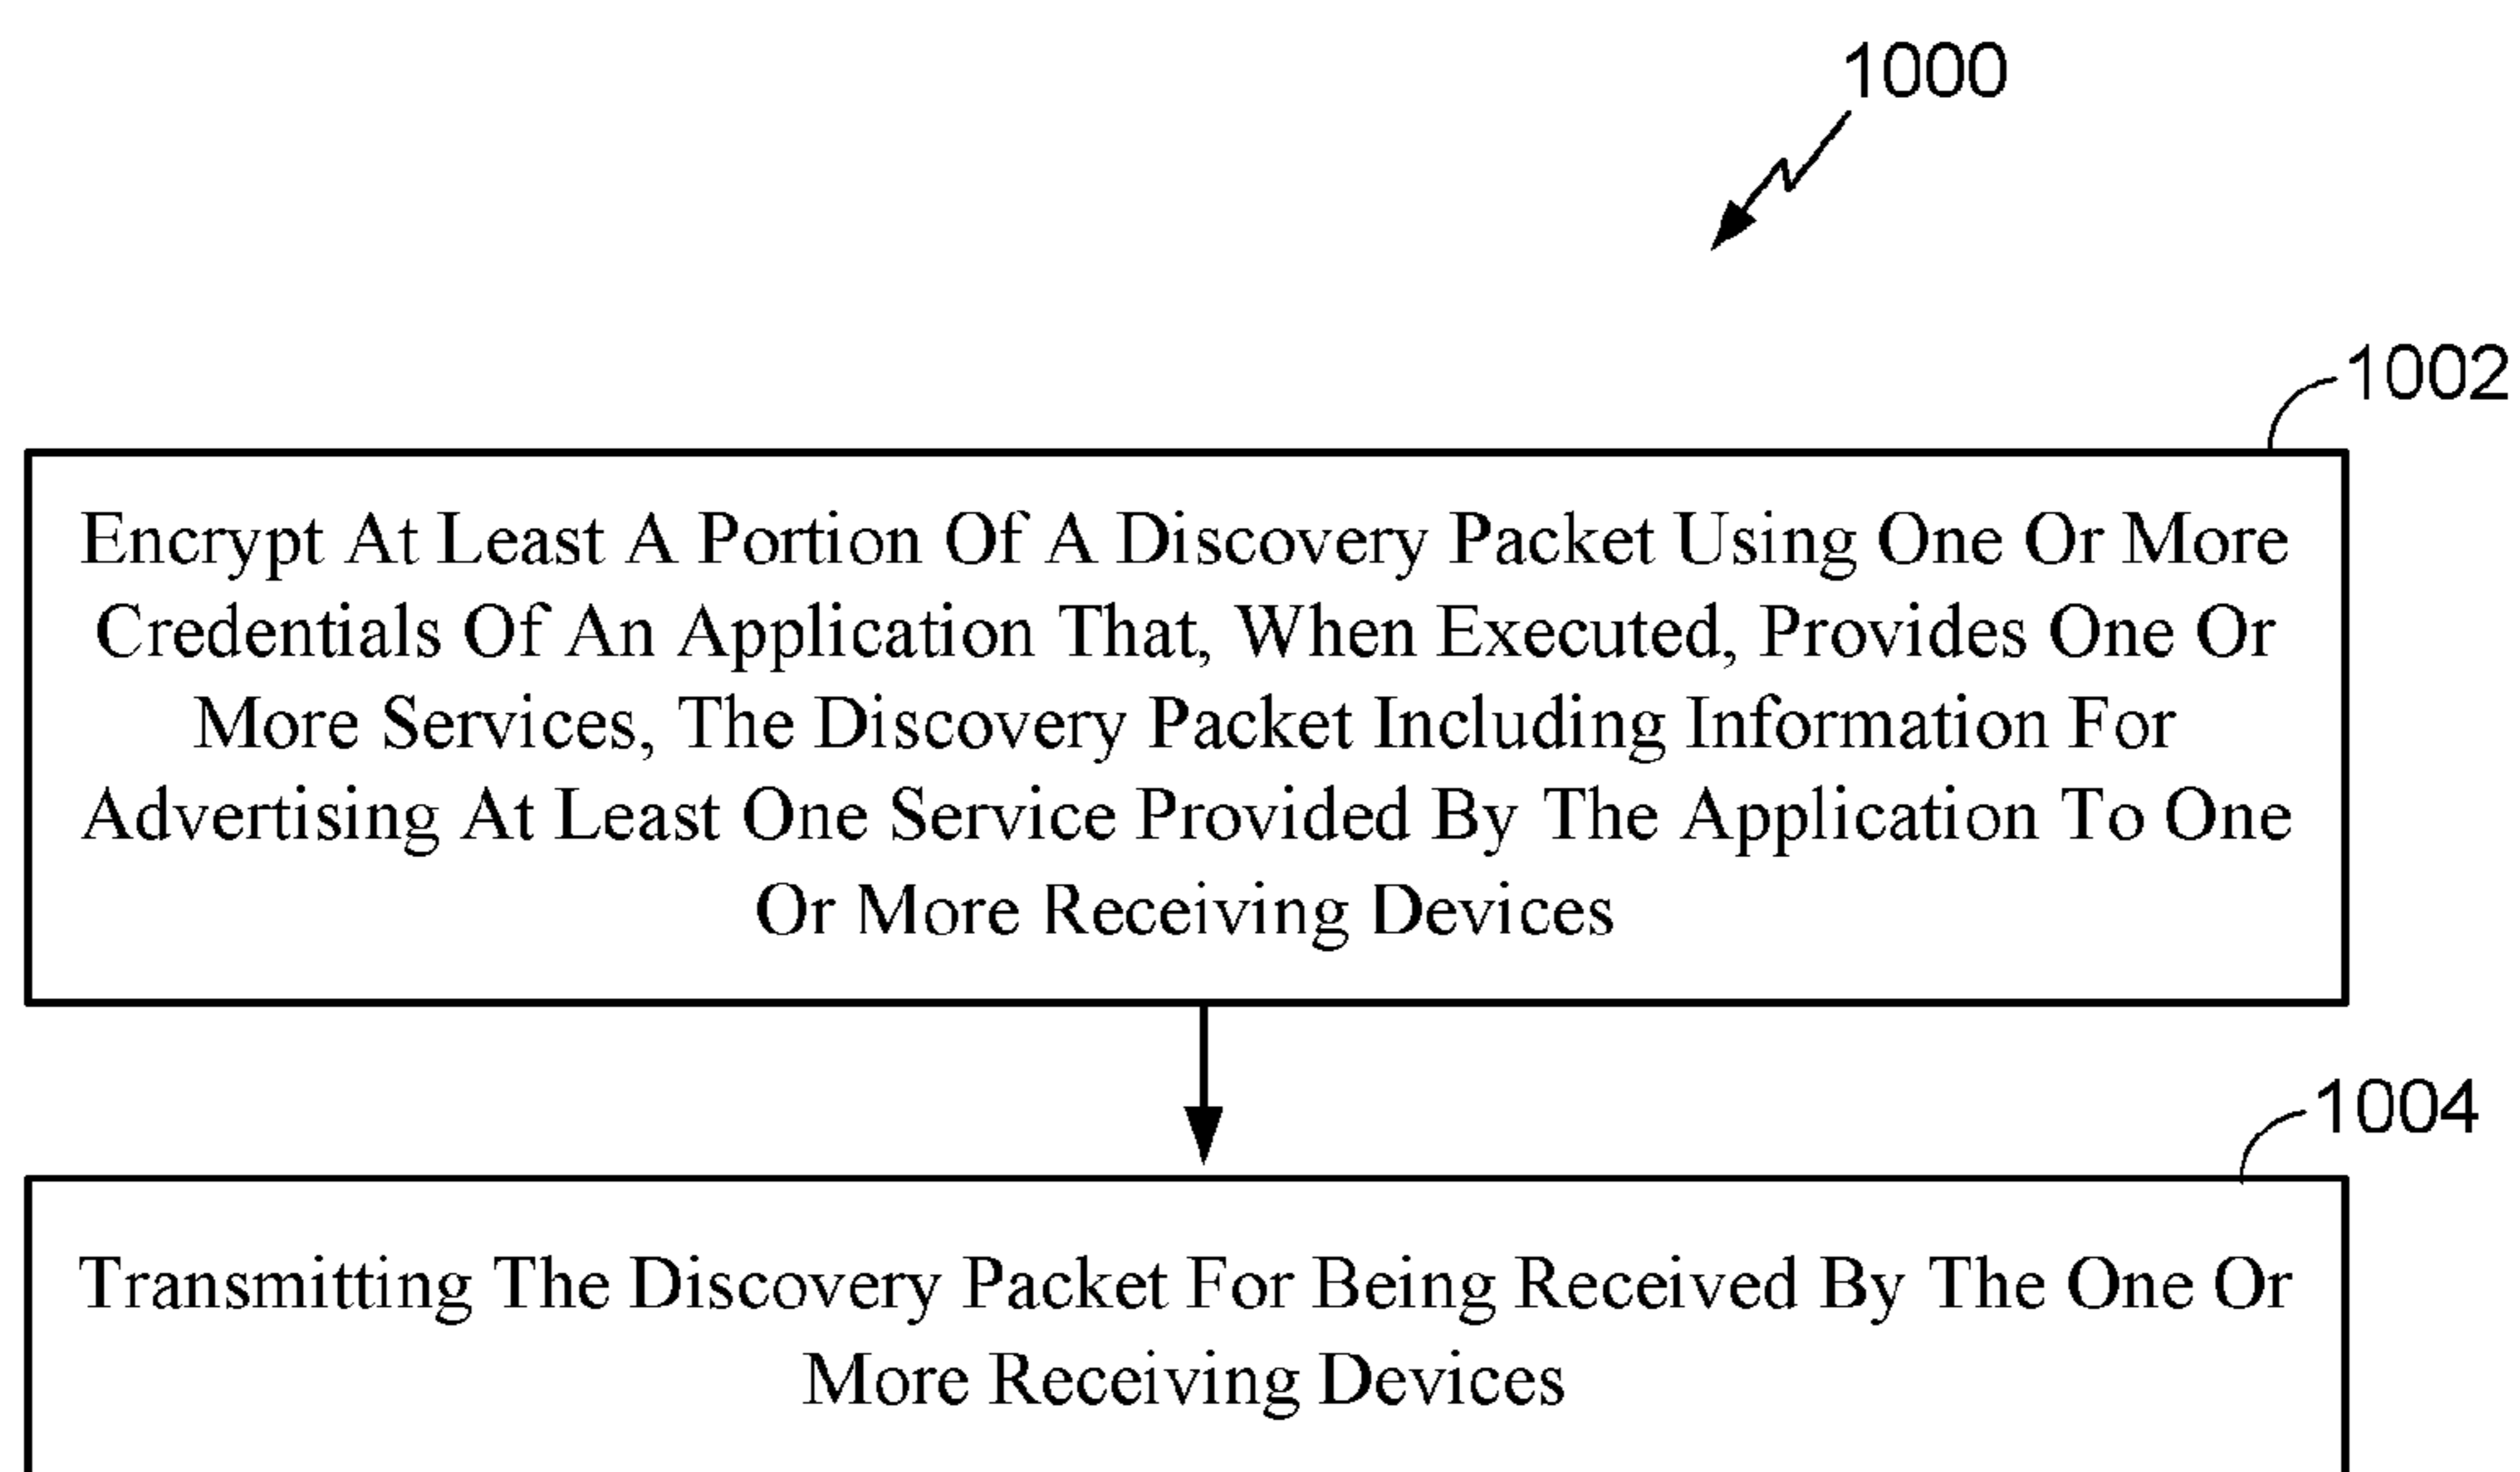 1000
1002
Encrypt At Least A Portion Of A Discovery Packet Using One Or More
Credentials Of An Application That, When Executed, Provides One Or
More Services, The Discovery Packet Including Information For
Advertising At Least One Service Provided By The Application To One
Or More Receiving Devices
1004
Transmitting The Discovery Packet For Being Received By The One Or
More Receiving Devices